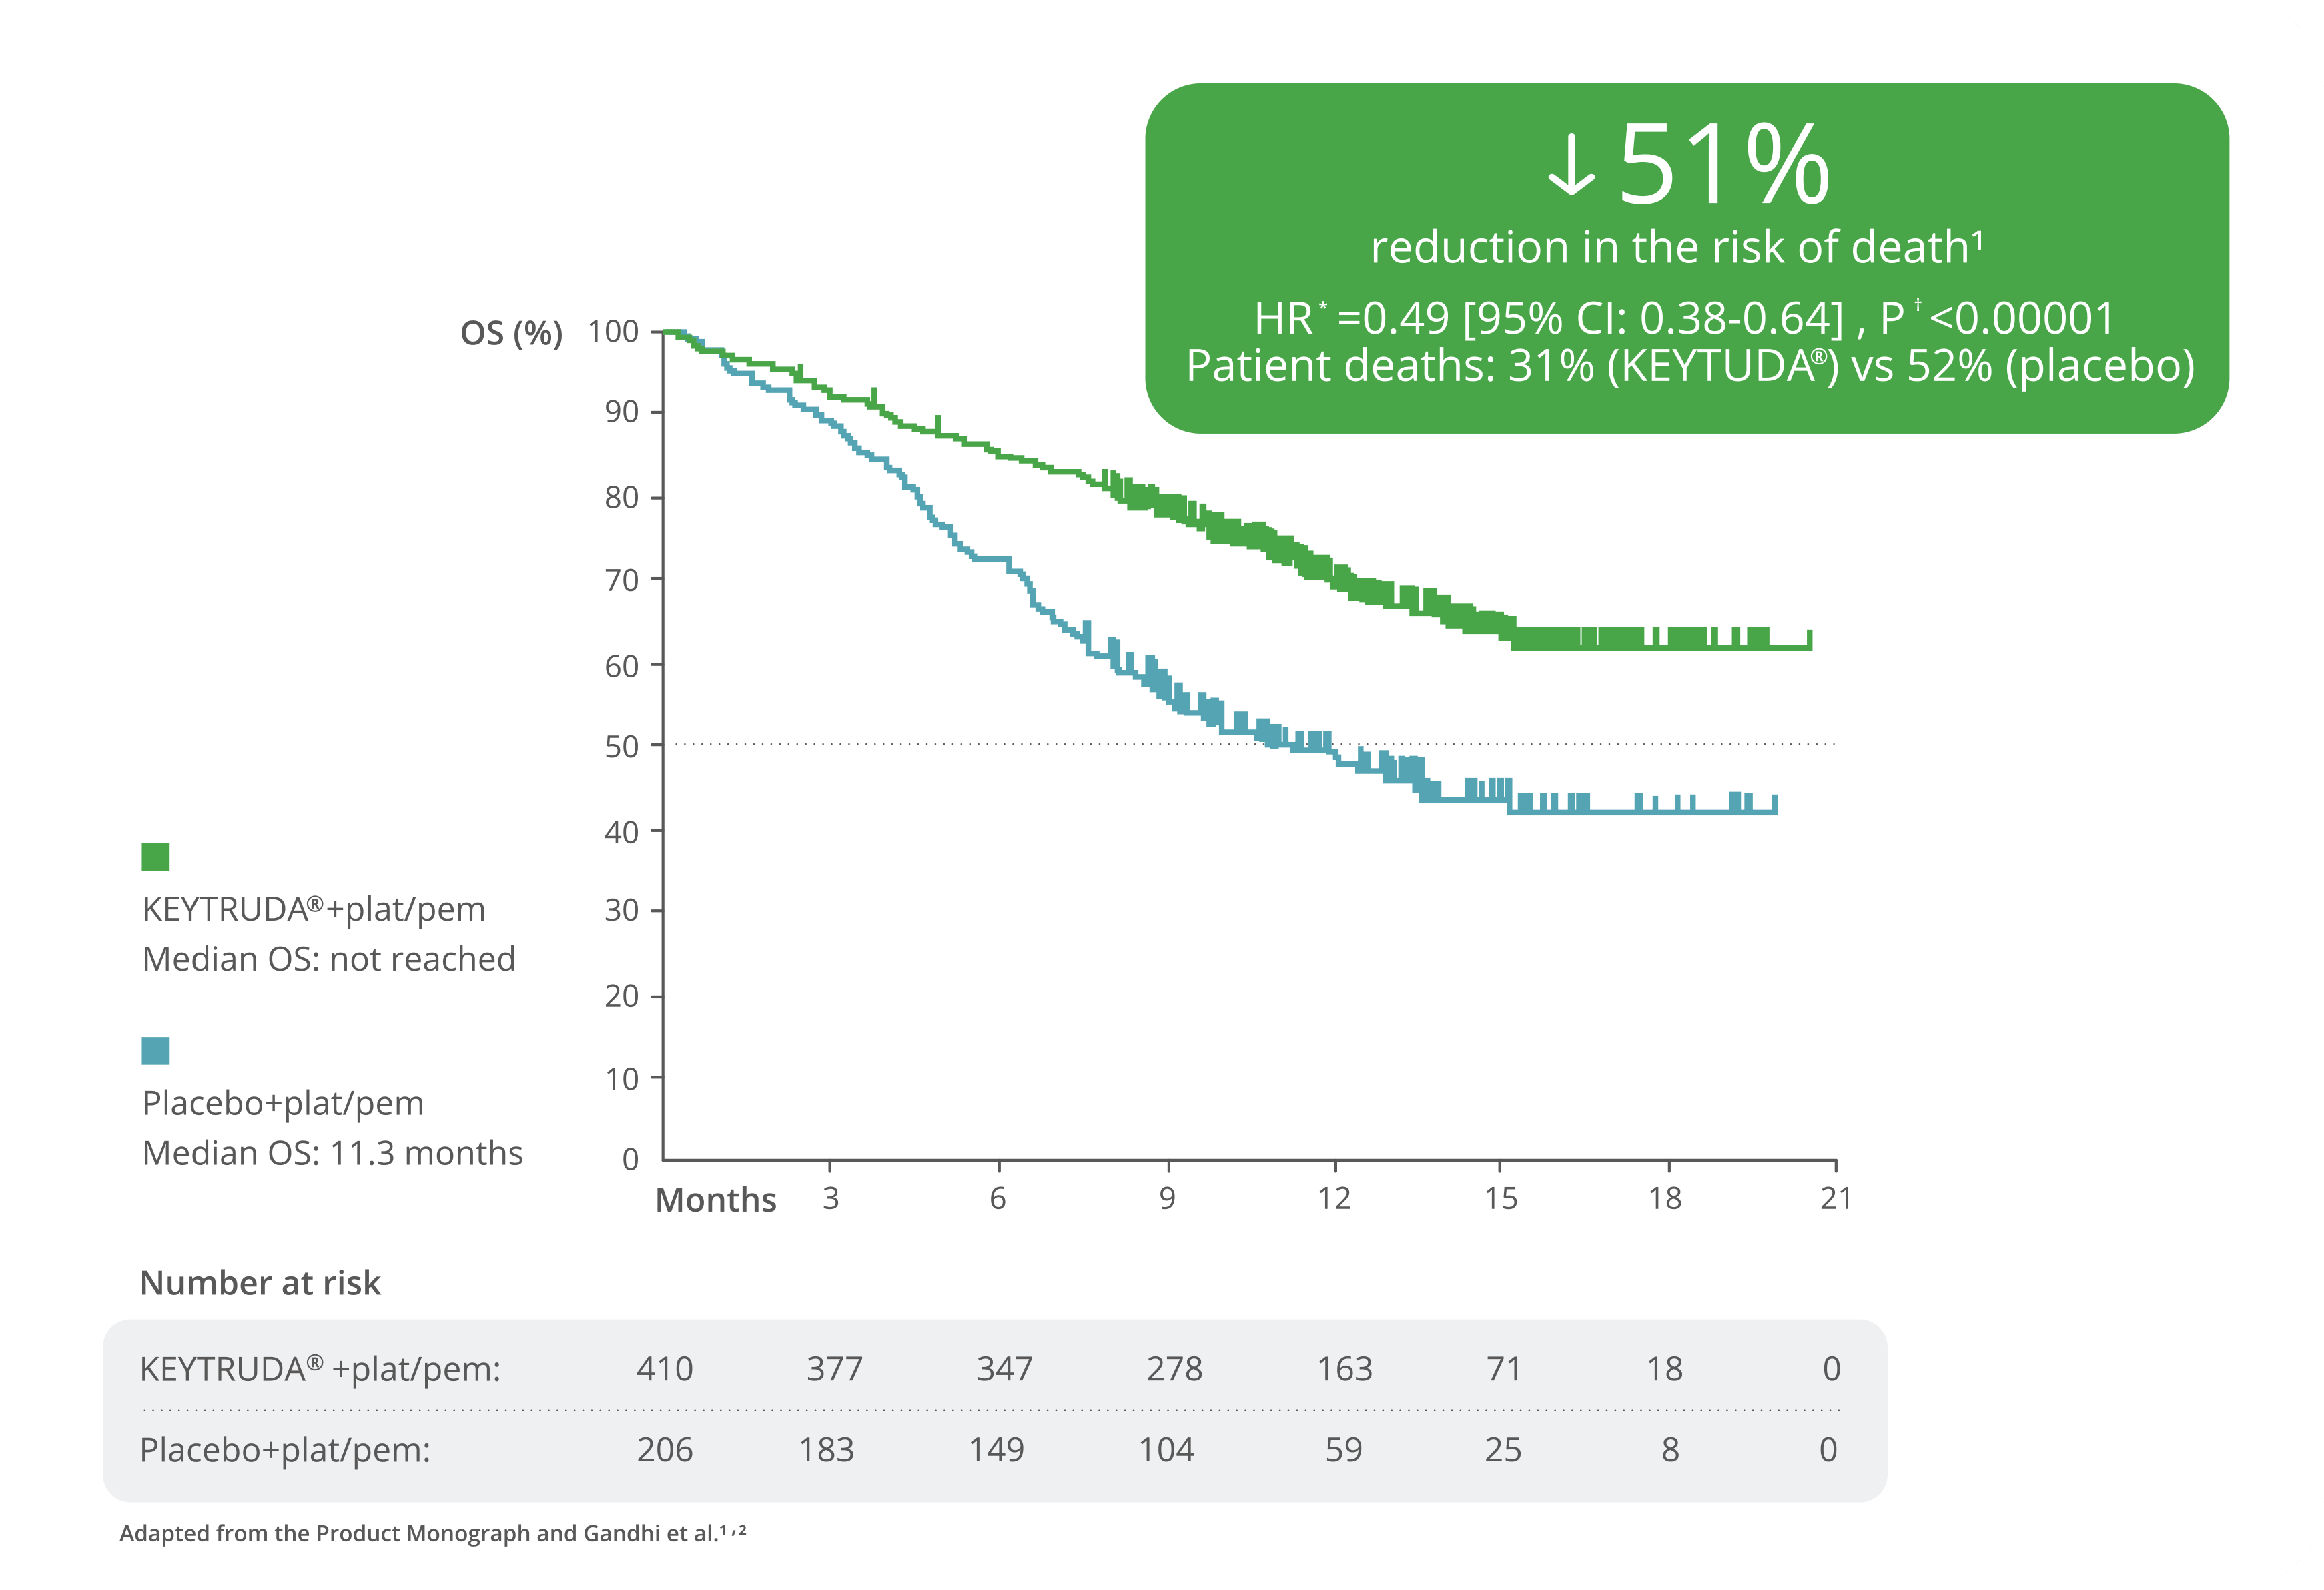 ↓51%
reduction in the risk of death¹
HR*=0.49 [95% CI: 0.38-0.64] , P†<0.00001
Patient deaths: 31% (KEYTUDA®) vs 52% (placebo)
OS (%)
100
90
80
70
60
50
40
30
20
10
0
KEYTRUDA®+plat/pem
Median OS: not reached
Placebo+plat/pem
Median OS: 11.3 months
Months 3 6 9 12 15 18 21
Number at risk
KEYTRUDA® +plat/pem: 410 377 347 278 163 71 18 0
Placebo+plat/pem: 206 183 149 104 59 25 8 0
Adapted from the Product Monograph and Gandhi et al.¹,²